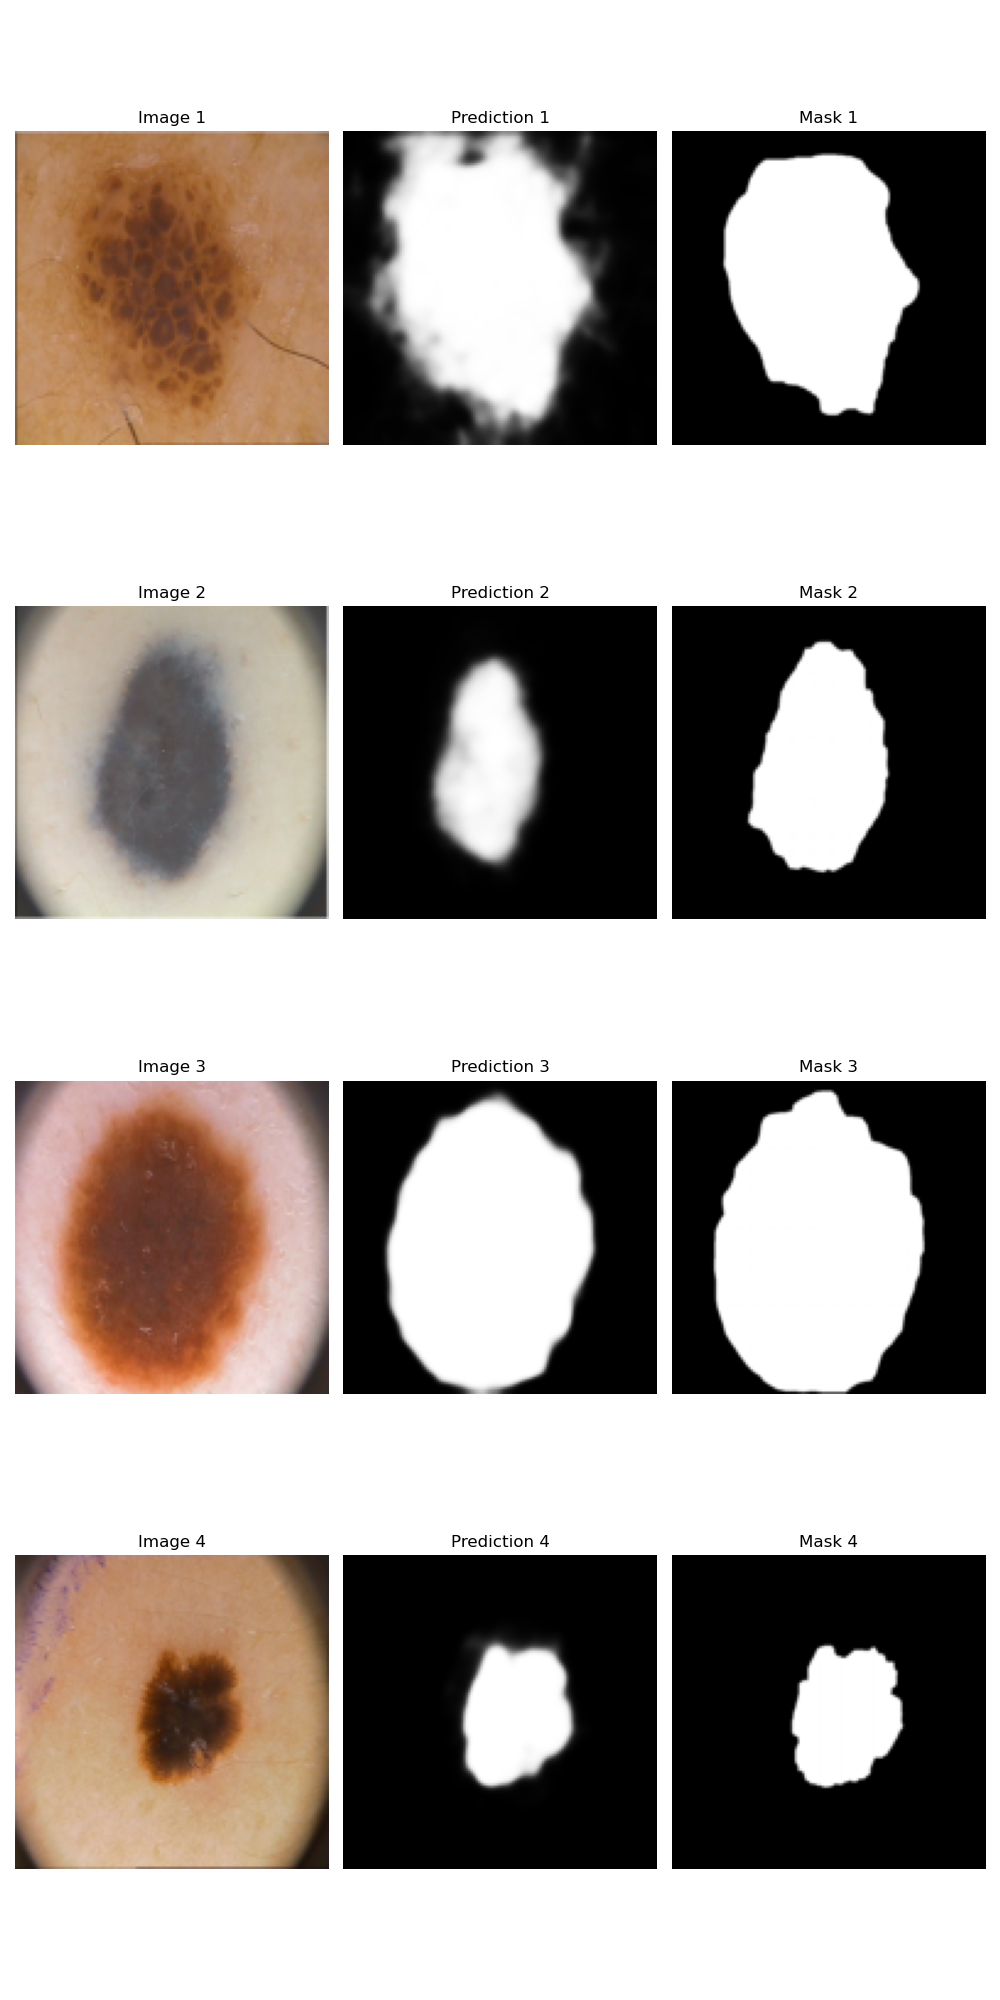 Image 1
Prediction 1
Mask 1
Image 2
Prediction 2
Mask 2
Image 3
Prediction 3
Mask 3
Image 4
Prediction 4
Mask 4